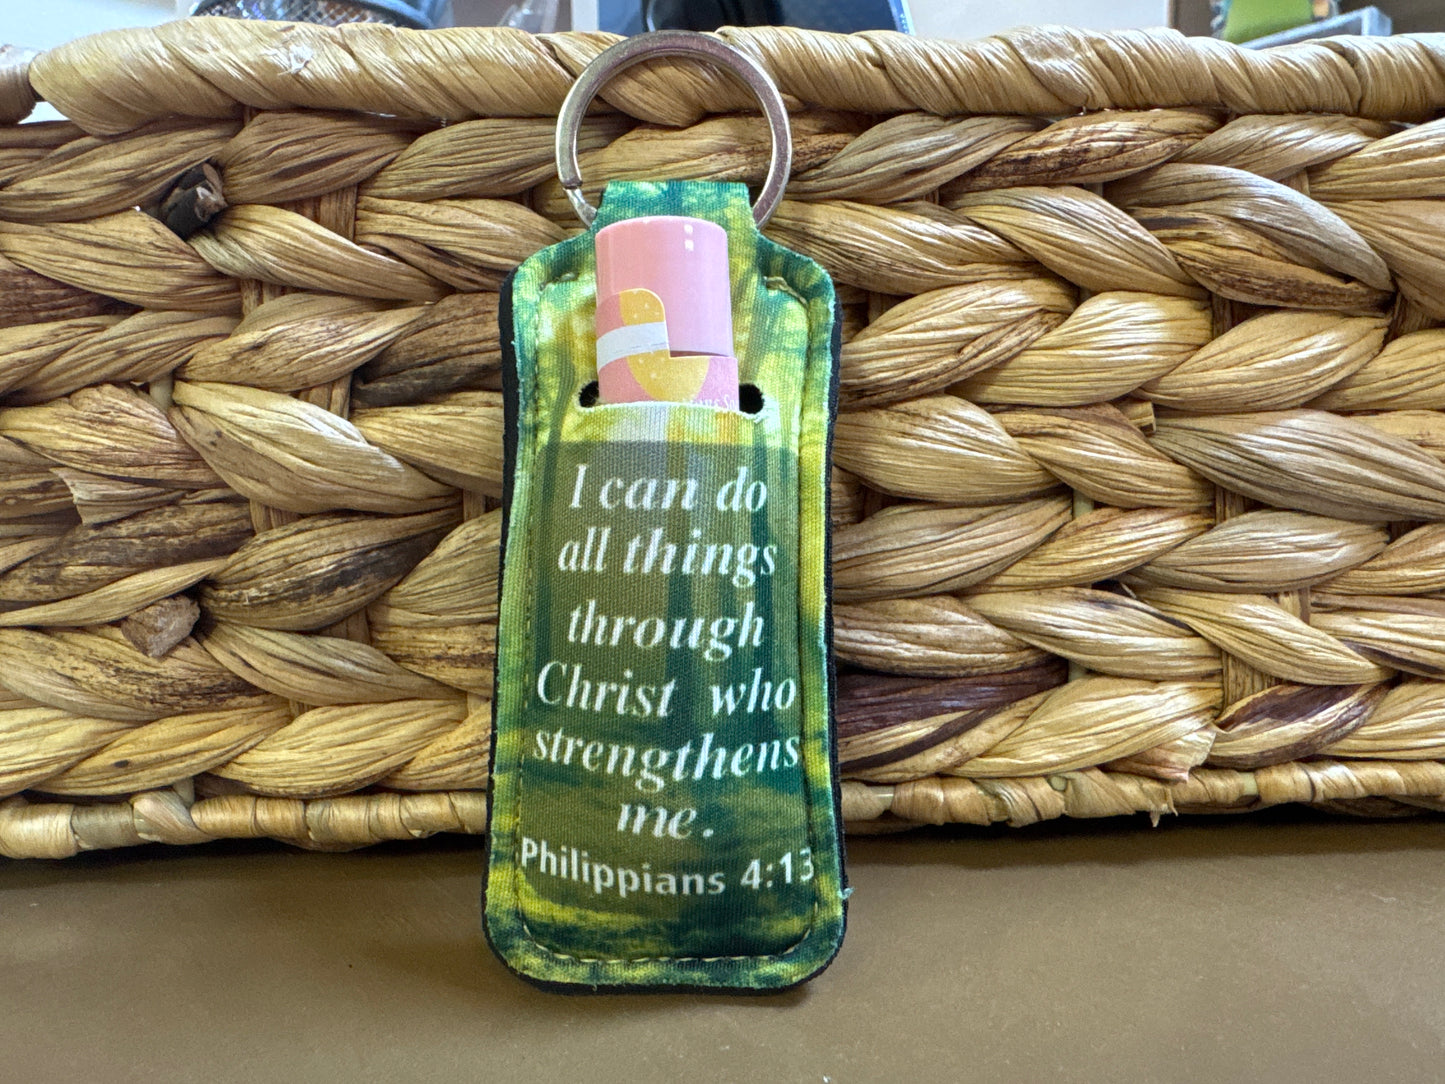 I can do
all things
through
Christ who
strengthens
me.
Philippians 4:13